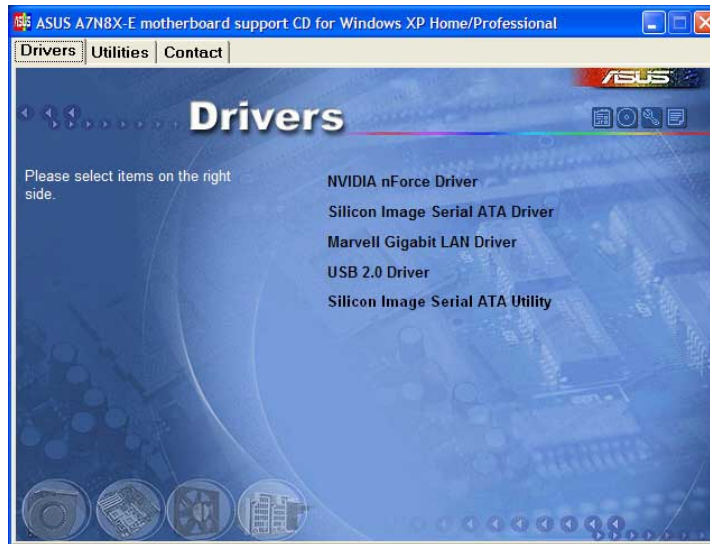 ASUS A7N8X-E motherboard support CD for Windows XP Home/Professional
Drivers Utilities Contact
ASUS
Drivers
Please select items on the right
side.
NVIDIA nForce Driver
Silicon Image Serial ATA Driver
Marvell Gigabit LAN Driver
USB 2.0 Driver
Silicon Image Serial ATA Utility